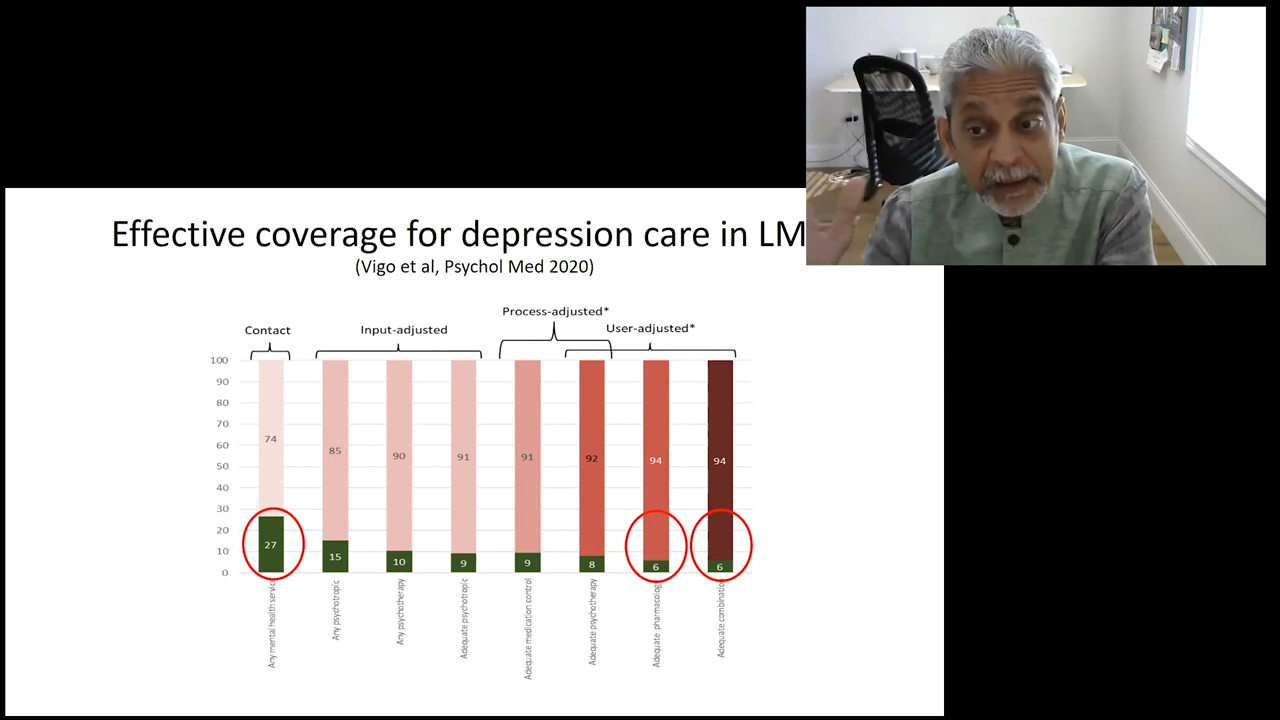 Effective coverage for depression care in LM
(Vigo et al, Psychol Med 2020)
Process-adjusted*
Contact
Input-adjusted
User-adjusted*
100
90
80
70
60
50
40
30
20
10
0
74
85
90
91
91
92
94
94
27
15
10
9
9
8
6
6
Any mental health servic
Any psychotropic
Any psychotherapy
Adequate psychotropic
Adequate medication control
Adequate psychotherapy
Adequate pharmacology
Adequate combination